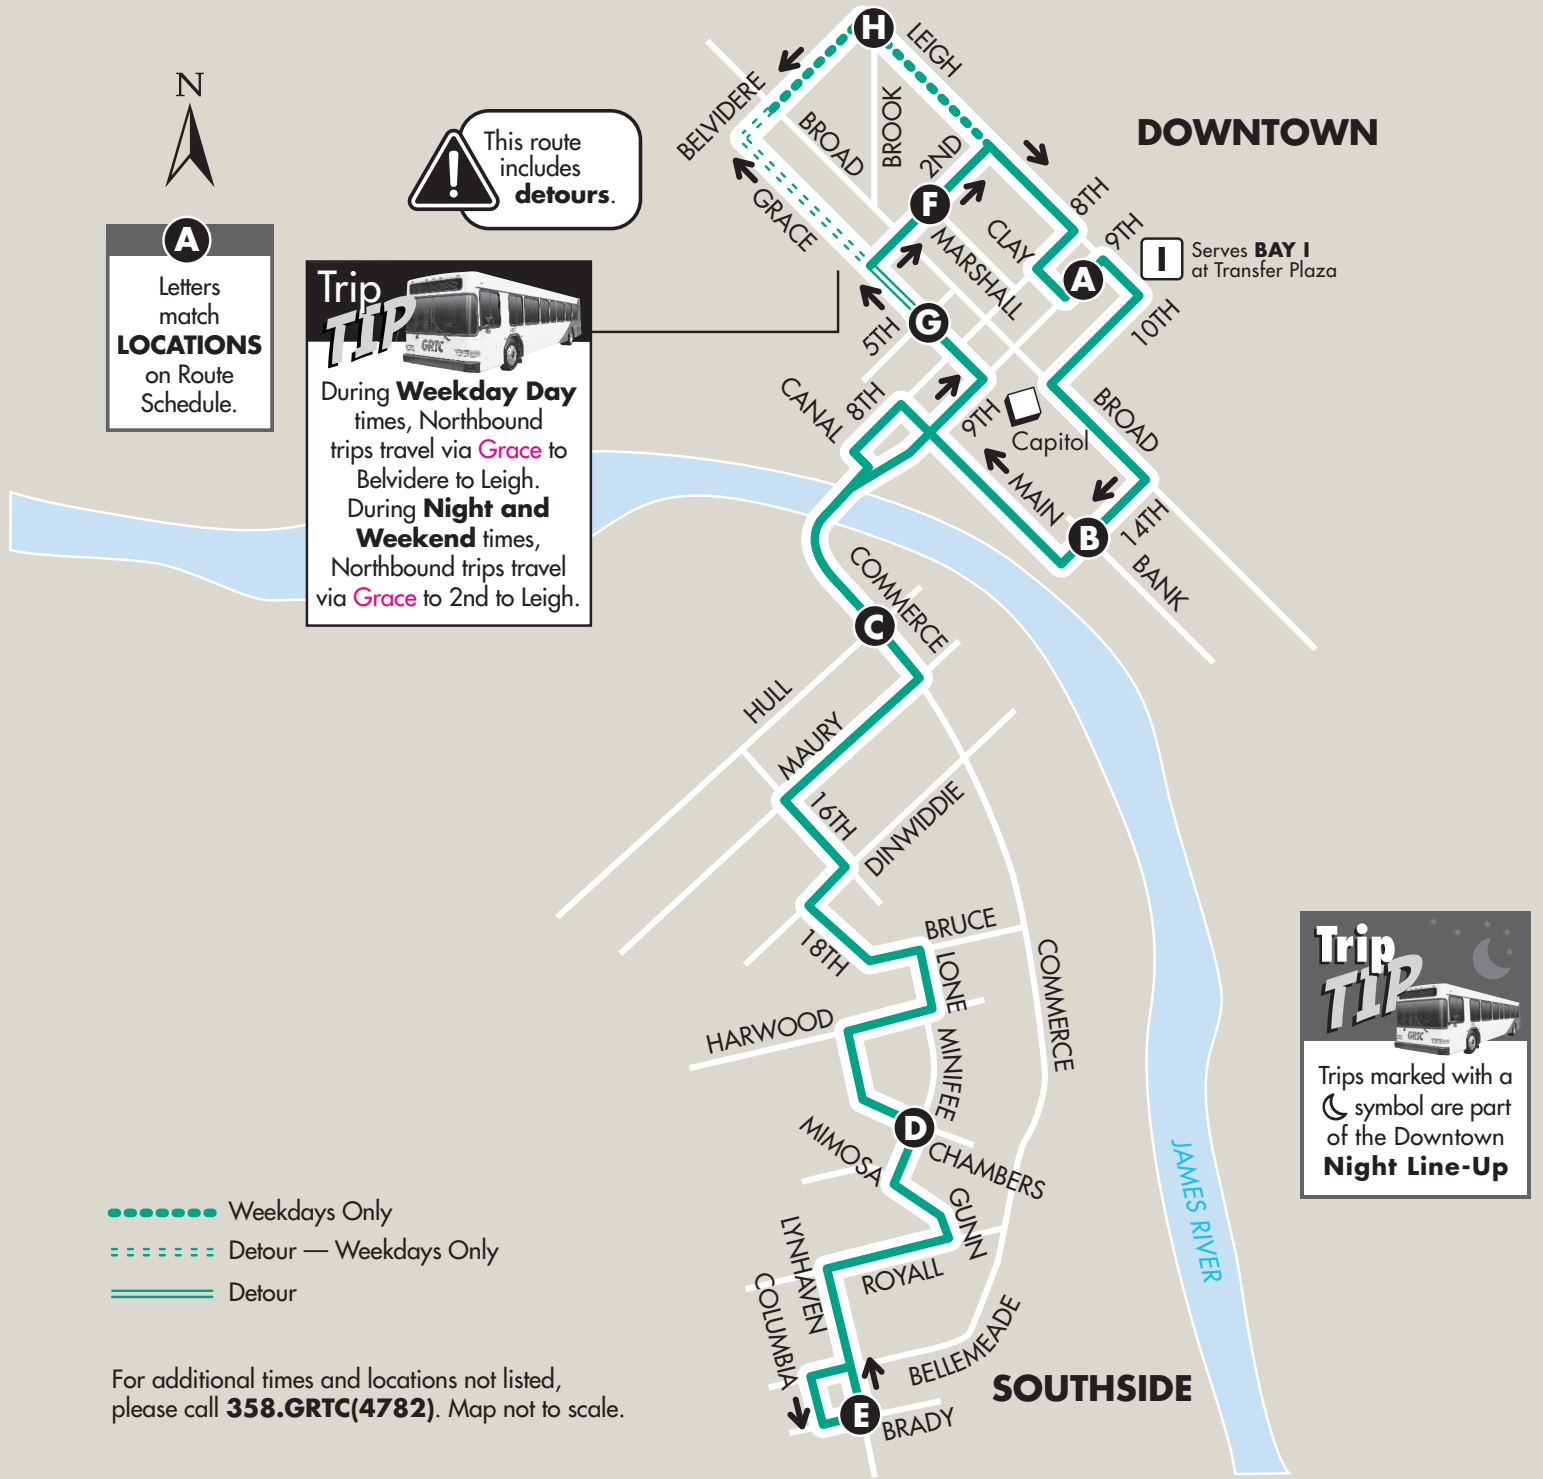 H
LEIGH
N
BELVIDERE
BROAD
BROOK
DOWNTOWN
This route
includes
detours.
2ND
8TH
F
GRACE
CLAY
9TH
A
MARSHALL
A
I
Serves BAY I
at Transfer Plaza
Letters
match
LOCATIONS
on Route
Schedule.
Trip
TIP
GRTC
During Weekday Day
times, Northbound
trips travel via Grace to
Belvidere to Leigh.
During Night and
Weekend times,
Northbound trips travel
via Grace to 2nd to Leigh.
G
5TH
10TH
CANAL
8TH
9TH
Capitol
BROAD
MAIN
B
14TH
BANK
COMMERCE
C
HULL
MAURY
16TH
DINWIDDIE
18TH
BRUCE
LONE
COMMERCE
HARWOOD
MINIFEE
D
MIMOSA
CHAMBERS
GUNN
LYNHAVEN
ROYALL
COLUMBIA
BELLEMEADE
E
BRADY
SOUTHSIDE
JAMES RIVER
Trip
TIP
GRTC
Trips marked with a
symbol are part
of the Downtown
Night Line-Up
Weekdays Only
Detour — Weekdays Only
Detour
For additional times and locations not listed,
please call 358.GRTC(4782). Map not to scale.